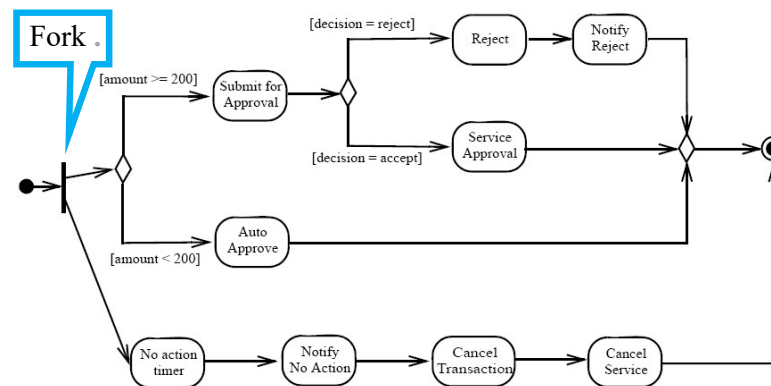 Fork .
[decision = reject]
Reject
Notify
Reject
[amount >= 200]
Submit for
Approval
[decision = accept]
Service
Approval
Auto
Approve
[amount < 200]
No action
timer
Notify
No Action
Cancel
Transaction
Cancel
Service